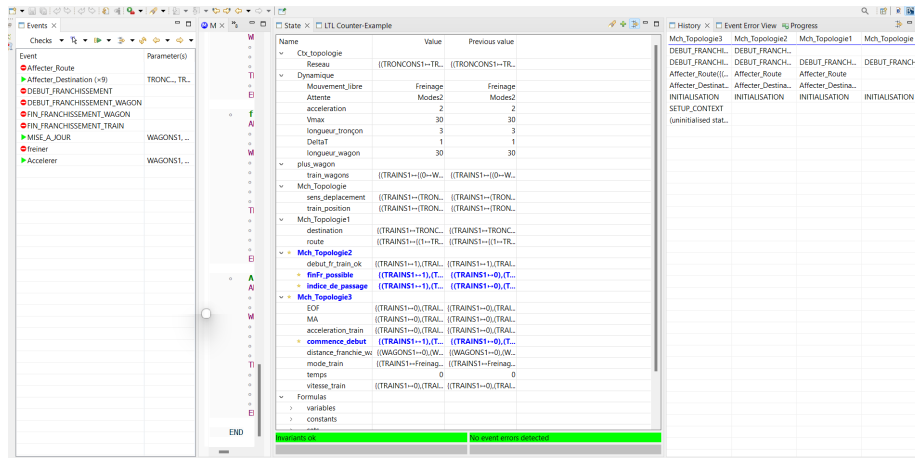 Events ×
M ×
State × LTL Counter-Example
History × Event Error View Progress
Checks
Event Parameter(s)
Affecter_Route
Affecter_Destination (×9) TRONC..., TR...
DEBUT_FRANCHISSEMENT
DEBUT_FRANCHISSEMENT_WAGON
FIN_FRANCHISSEMENT_WAGON
FIN_FRANCHISSEMENT_TRAIN
MISE_A_JOUR WAGONS1, ...
freiner
Accelerer WAGONS1, ...
END
Name Value Previous value
Ctx_topologie
Reseau {(TRONCONS1↦TR... {(TRONCONS1↦TR...
Dynamique
Mouvement_libre Freinage Freinage
Attente Modes2 Modes2
acceleration 2 2
Vmax 30 30
longueur_tronçon 3 3
DeltaT 1 1
longueur_wagon 30 30
plus_wagon
train_wagons {(TRAINS1↦{(0↦W... {(TRAINS1↦{(0↦W...
Mch_Topologie
sens_deplacement {(TRAINS1↦(TRON... {(TRAINS1↦(TRON...
train_position {(TRAINS1↦(TRON... {(TRAINS1↦(TRON...
Mch_Topologie1
destination {(TRAINS1↦TRONC... {(TRAINS1↦TRONC...
route {(TRAINS1↦{(1↦TR... {(TRAINS1↦{(1↦TR...
Mch_Topologie2
debut_fr_train_ok {(TRAINS1↦1),(TRAI... {(TRAINS1↦1),(TRAI...
finFr_possible {(TRAINS1↦1),(T... {(TRAINS1↦0),(T...
indice_de_passage {(TRAINS1↦1),(T... {(TRAINS1↦0),(T...
Mch_Topologie3
EOF {(TRAINS1↦0),(TRAI... {(TRAINS1↦0),(TRAI...
MA {(TRAINS1↦0),(TRAI... {(TRAINS1↦0),(TRAI...
acceleration_train {(TRAINS1↦0),(TRAI... {(TRAINS1↦0),(TRAI...
commence_debut {(TRAINS1↦1),(T... {(TRAINS1↦0),(T...
distance_franchie_wa {(WAGONS1↦0),(W... {(WAGONS1↦0),(W...
mode_train {(TRAINS1↦Freinag... {(TRAINS1↦Freinag...
temps 0 0
vitesse_train {(TRAINS1↦0),(TRAI... {(TRAINS1↦0),(TRAI...
Formulas
variables
constants
Invariants ok No event errors detected
Mch_Topologie3 Mch_Topologie2 Mch_Topologie1 Mch_Topologie
DEBUT_FRANCHI... DEBUT_FRANCH...
DEBUT_FRANCHI... DEBUT_FRANCH... DEBUT_FRANCH... DEBUT_FRANCH
Affecter_Route({(... Affecter_Route Affecter_Route
Affecter_Destinat... Affecter_Destina... Affecter_Destina...
INITIALISATION INITIALISATION INITIALISATION INITIALISATION
SETUP_CONTEXT
(uninitialised stat...